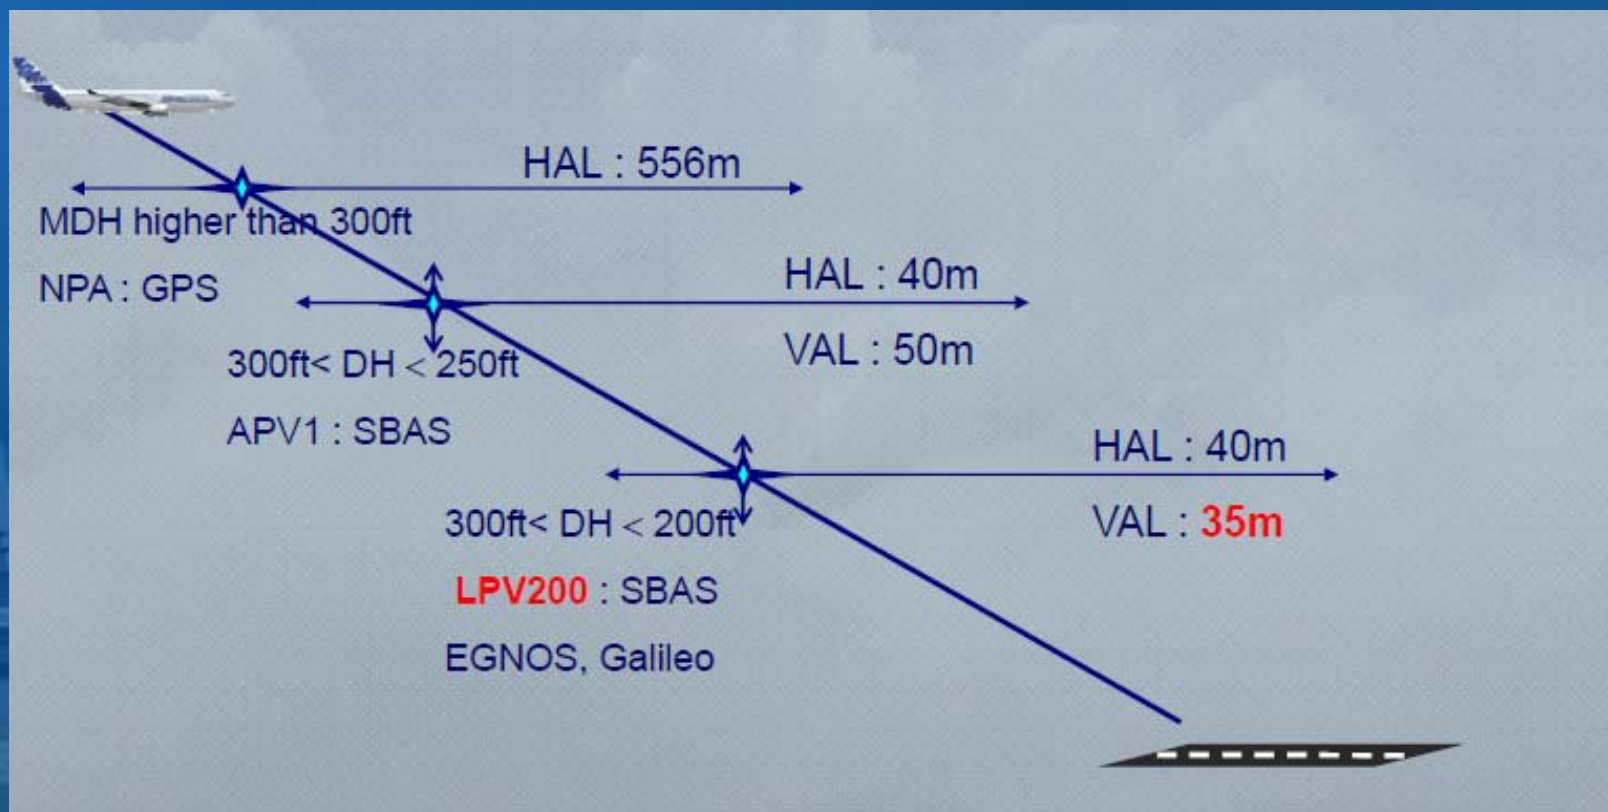 HAL : 556m
MDH higher than 300ft
NPA : GPS
HAL : 40m
VAL : 50m
300ft< DH < 250ft
APV1 : SBAS
HAL : 40m
VAL : 35m
300ft< DH < 200ft
LPV200 : SBAS
EGNOS, Galileo